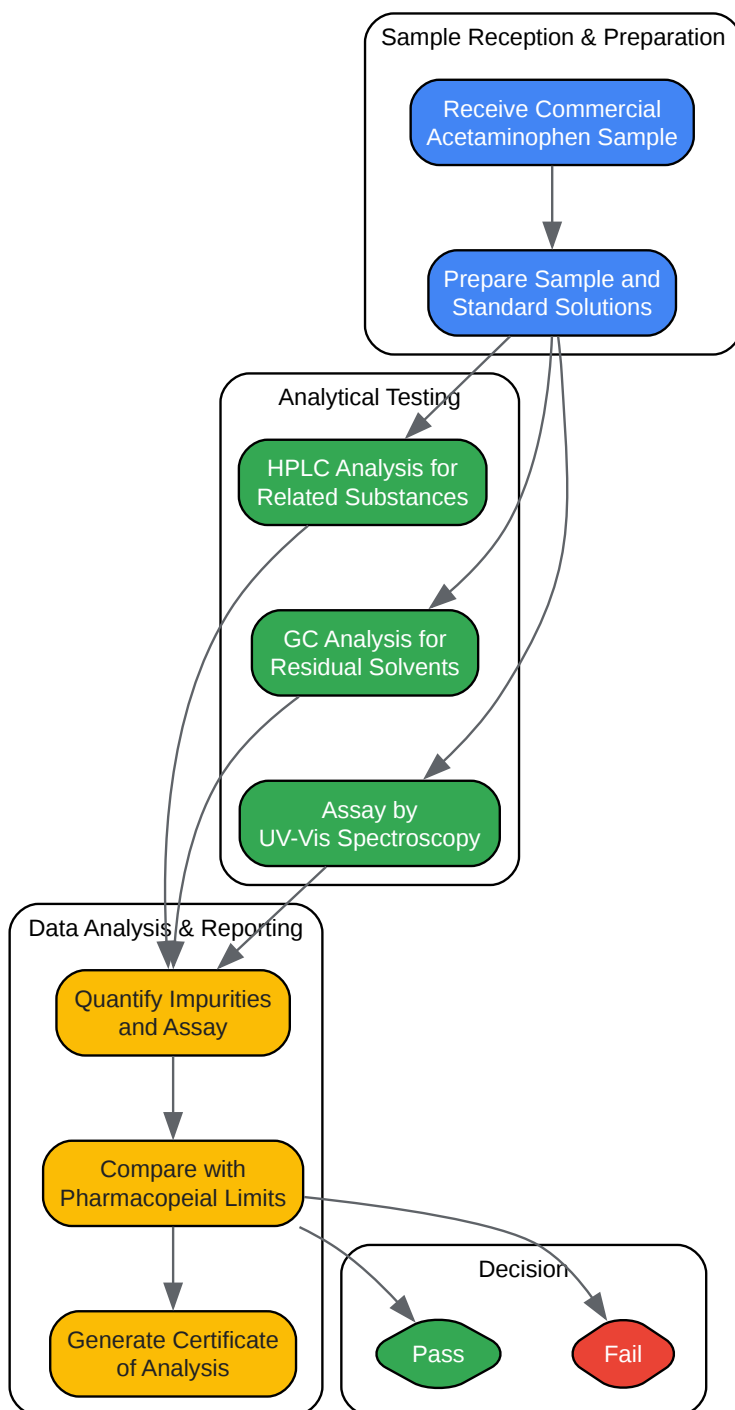 Sample Reception & Preparation
Receive Commercial
Acetaminophen Sample
Prepare Sample and
Standard Solutions
Analytical Testing
HPLC Analysis for
Related Substances
GC Analysis for
Residual Solvents
Assay by
UV-Vis Spectroscopy
Data Analysis & Reporting
Quantify Impurities
and Assay
Compare with
Pharmacopeial Limits
Generate Certificate
of Analysis
Decision
Pass
Fail